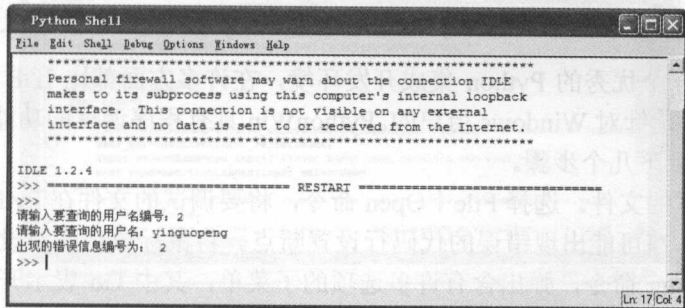 Python Shell
File Edit Shell Debug Options Windows Help
****************************************************************
Personal firewall software may warn about the connection IDLE
makes to its subprocess using this computer's internal loopback
interface. This connection is not visible on any external
interface and no data is sent to or received from the Internet.
****************************************************************
IDLE 1.2.4
>>> ================================ RESTART ================================
>>>
请输入要查询的用户名编号: 2
请输入要查询的用户名: yinguopeng
出现的错误信息编号为: 2
>>>
Ln: 17 Col: 4